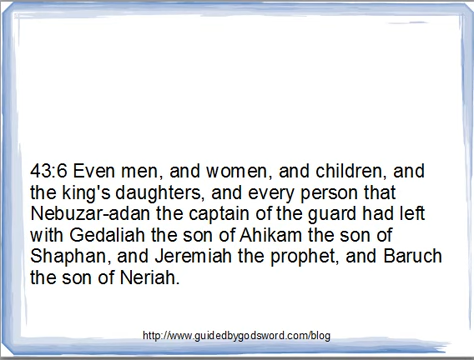 43:6 Even men, and women, and children, and
the king's daughters, and every person that
Nebuzar-adan the captain of the guard had left
with Gedaliah the son of Ahikam the son of
Shaphan, and Jeremiah the prophet, and Baruch
the son of Neriah.
http://www.guidedbygodsword.com/blog